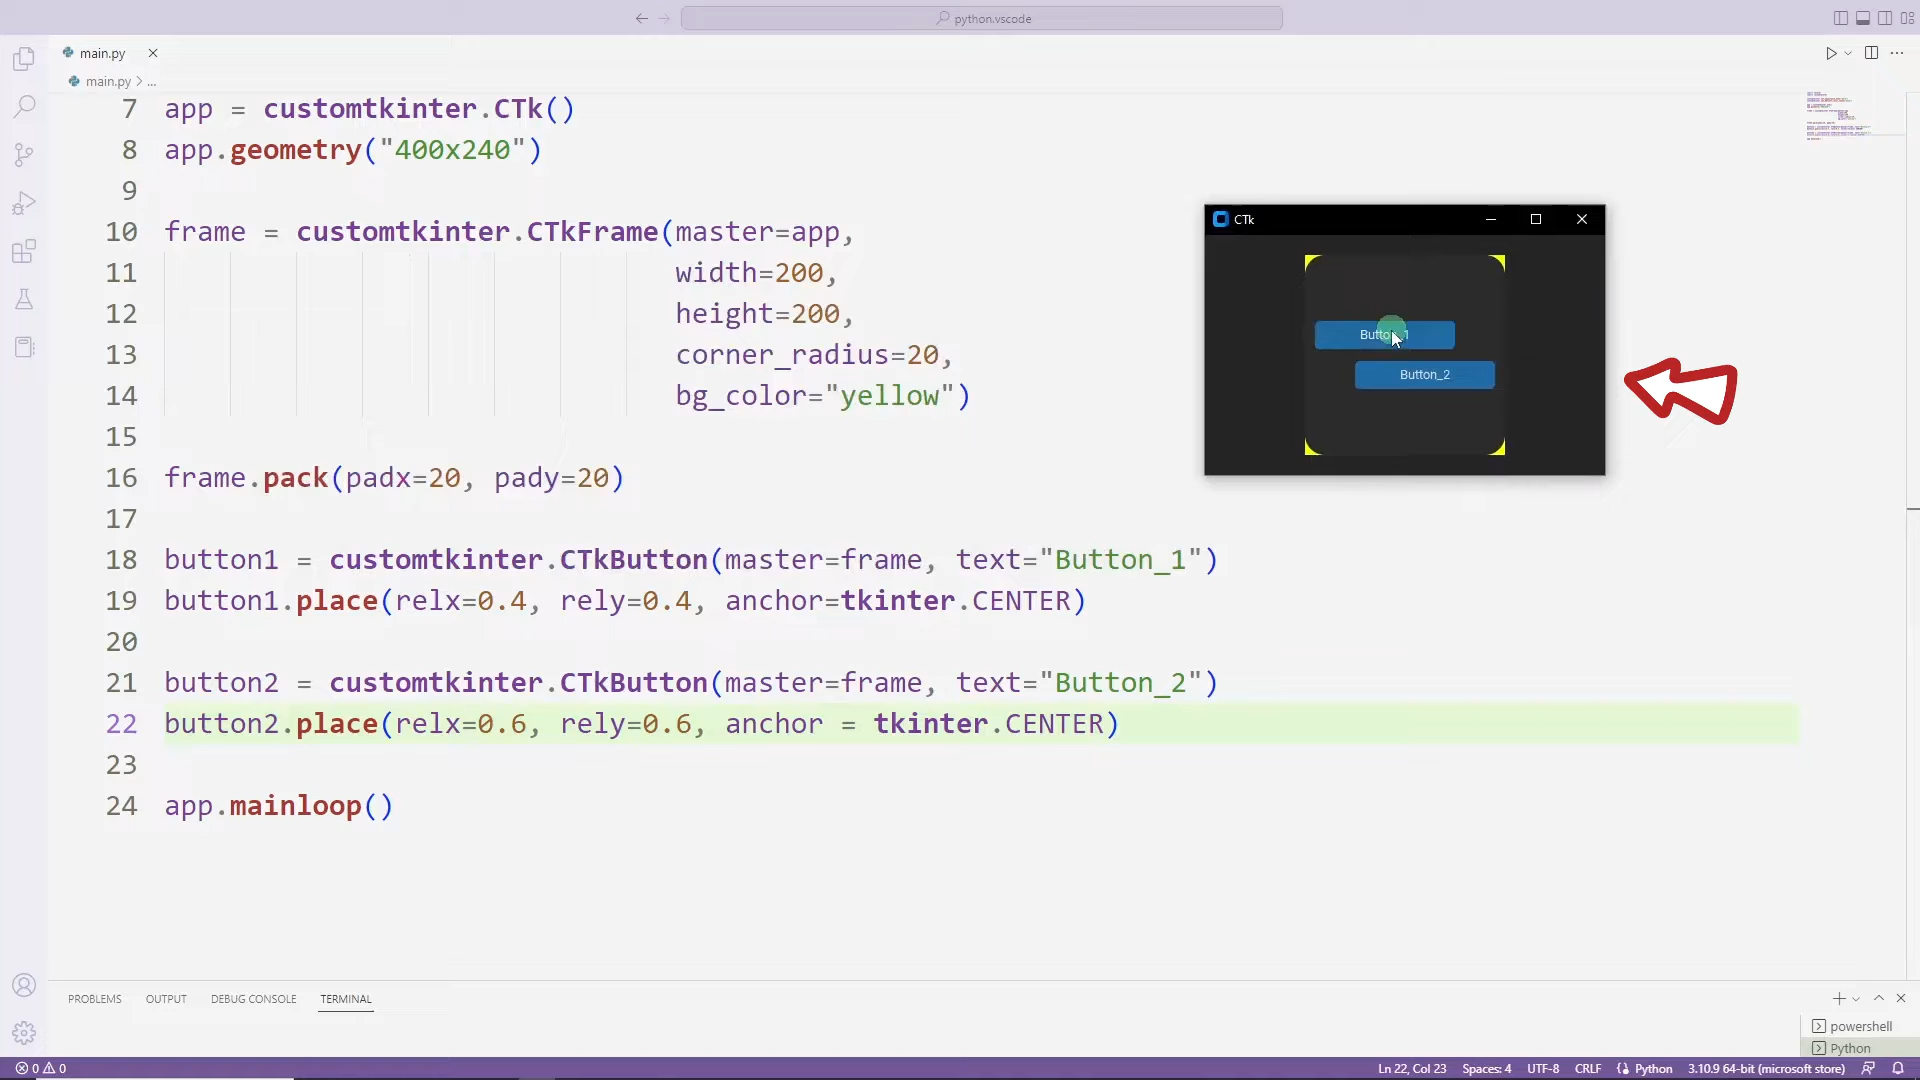 python.vscode
main.py
main.py > ...
7 app = customtkinter.CTk()
8 app.geometry("400x240")
9
10 frame = customtkinter.CTkFrame(master=app,
11 width=200,
12 height=200,
13 corner_radius=20,
14 bg_color="yellow")
15
16 frame.pack(padx=20, pady=20)
17
18 button1 = customtkinter.CTkButton(master=frame, text="Button_1")
19 button1.place(relx=0.4, rely=0.4, anchor=tkinter.CENTER)
20
21 button2 = customtkinter.CTkButton(master=frame, text="Button_2")
22 button2.place(relx=0.6, rely=0.6, anchor = tkinter.CENTER)
23
24 app.mainloop()
CTk
Button_1
Button_2
PROBLEMS OUTPUT DEBUG CONSOLE TERMINAL
powershell
Python
0 0 Ln 22, Col 23 Spaces: 4 UTF-8 CRLF Python 3.10.9 64-bit (microsoft store)